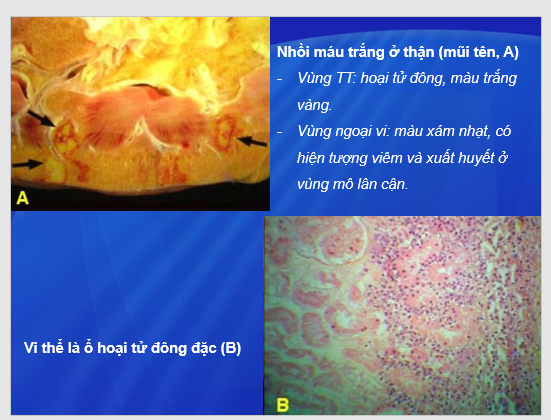 Nhồi máu trắng ở thận (mũi tên, A)
- Vùng TT: hoại tử đông, màu trắng
vàng.
- Vùng ngoại vi: màu xám nhạt, có
hiện tượng viêm và xuất huyết ở
vùng mô lân cận.
A
Vi thể là ổ hoại tử đông đặc (B)
B